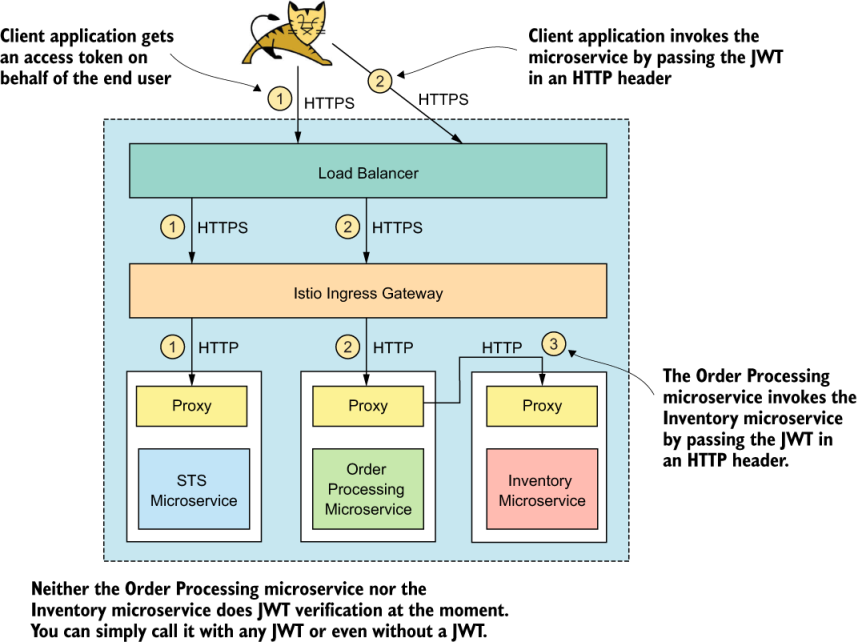 Client application gets
an access token on
behalf of the end user
Client application invokes the
microservice by passing the JWT
in an HTTP header
1
HTTPS
2
HTTPS
Load Balancer
1
HTTPS
2
HTTPS
Istio Ingress Gateway
1
HTTP
2
HTTP
HTTP
3
The Order Processing
microservice invokes the
Inventory microservice
by passing the JWT in
an HTTP header.
Proxy
Proxy
Proxy
STS
Microservice
Order
Processing
Microservice
Inventory
Microservice
Neither the Order Processing microservice nor the
Inventory microservice does JWT verification at the moment.
You can simply call it with any JWT or even without a JWT.